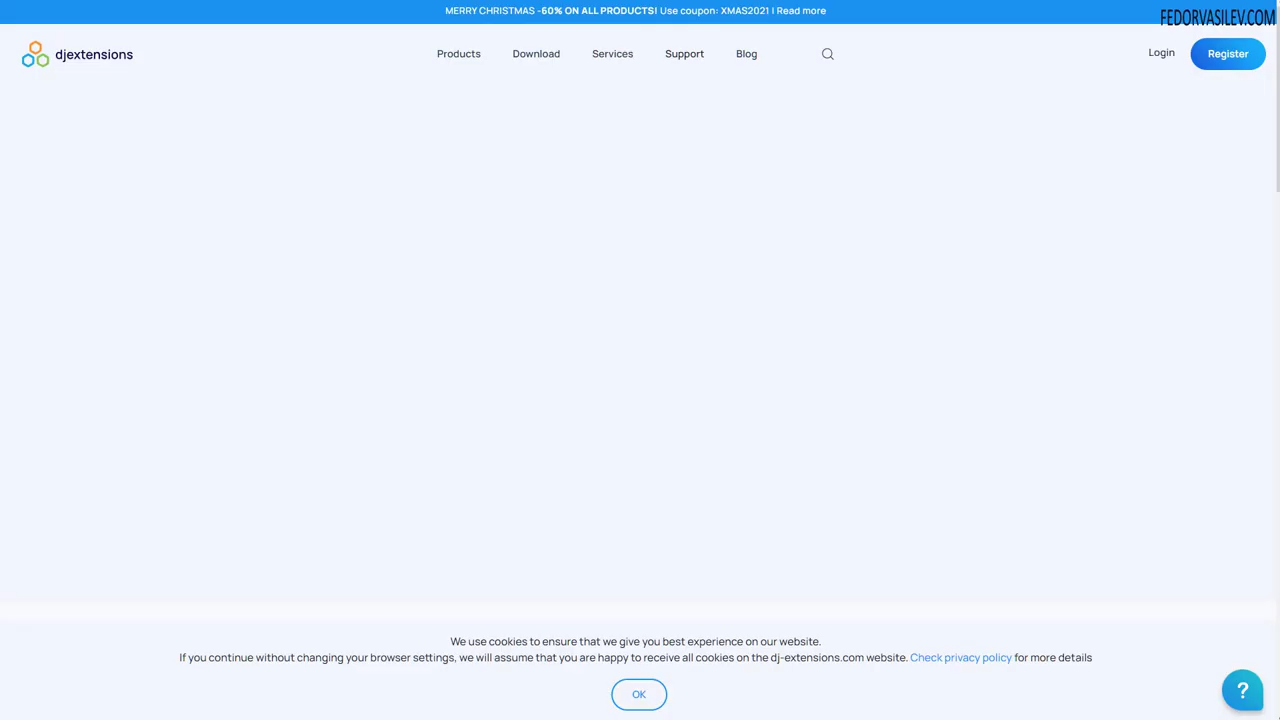 MERRY CHRISTMAS -60% ON ALL PRODUCTS! Use coupon: XMAS2021 | Read more
FEDORVASILEV.COM
djextensions
Products
Download
Services
Support
Blog
Login
Register
We use cookies to ensure that we give you best experience on our website.
If you continue without changing your browser settings, we will assume that you are happy to receive all cookies on the dj-extensions.com website. Check privacy policy for more details
OK
?